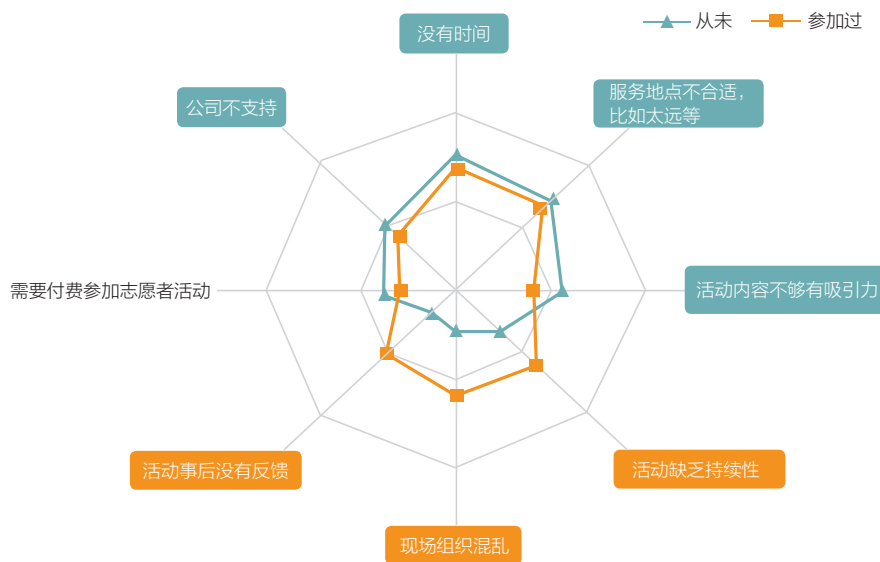 从未
参加过
没有时间
公司不支持
服务地点不合适，
比如太远等
需要付费参加志愿者活动
活动内容不够有吸引力
活动事后没有反馈
活动缺乏持续性
现场组织混乱